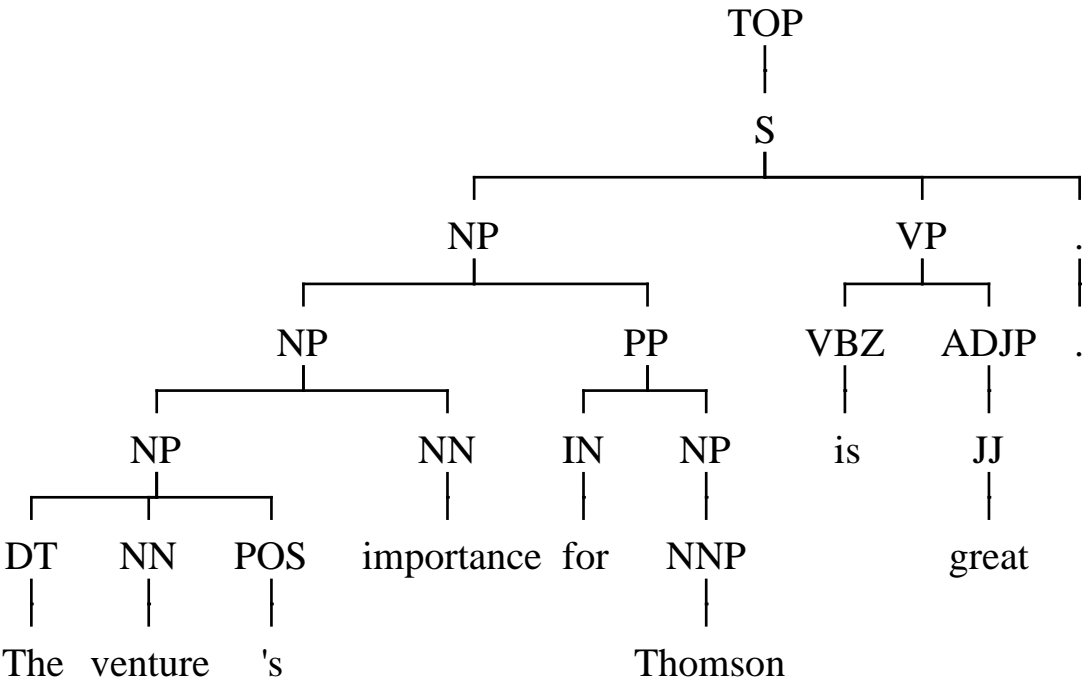 TOP
S
NP VP .
NP PP VBZ ADJP .
NP NN IN NP is JJ
DT NN POS importance for NNP great
The venture 's Thomson